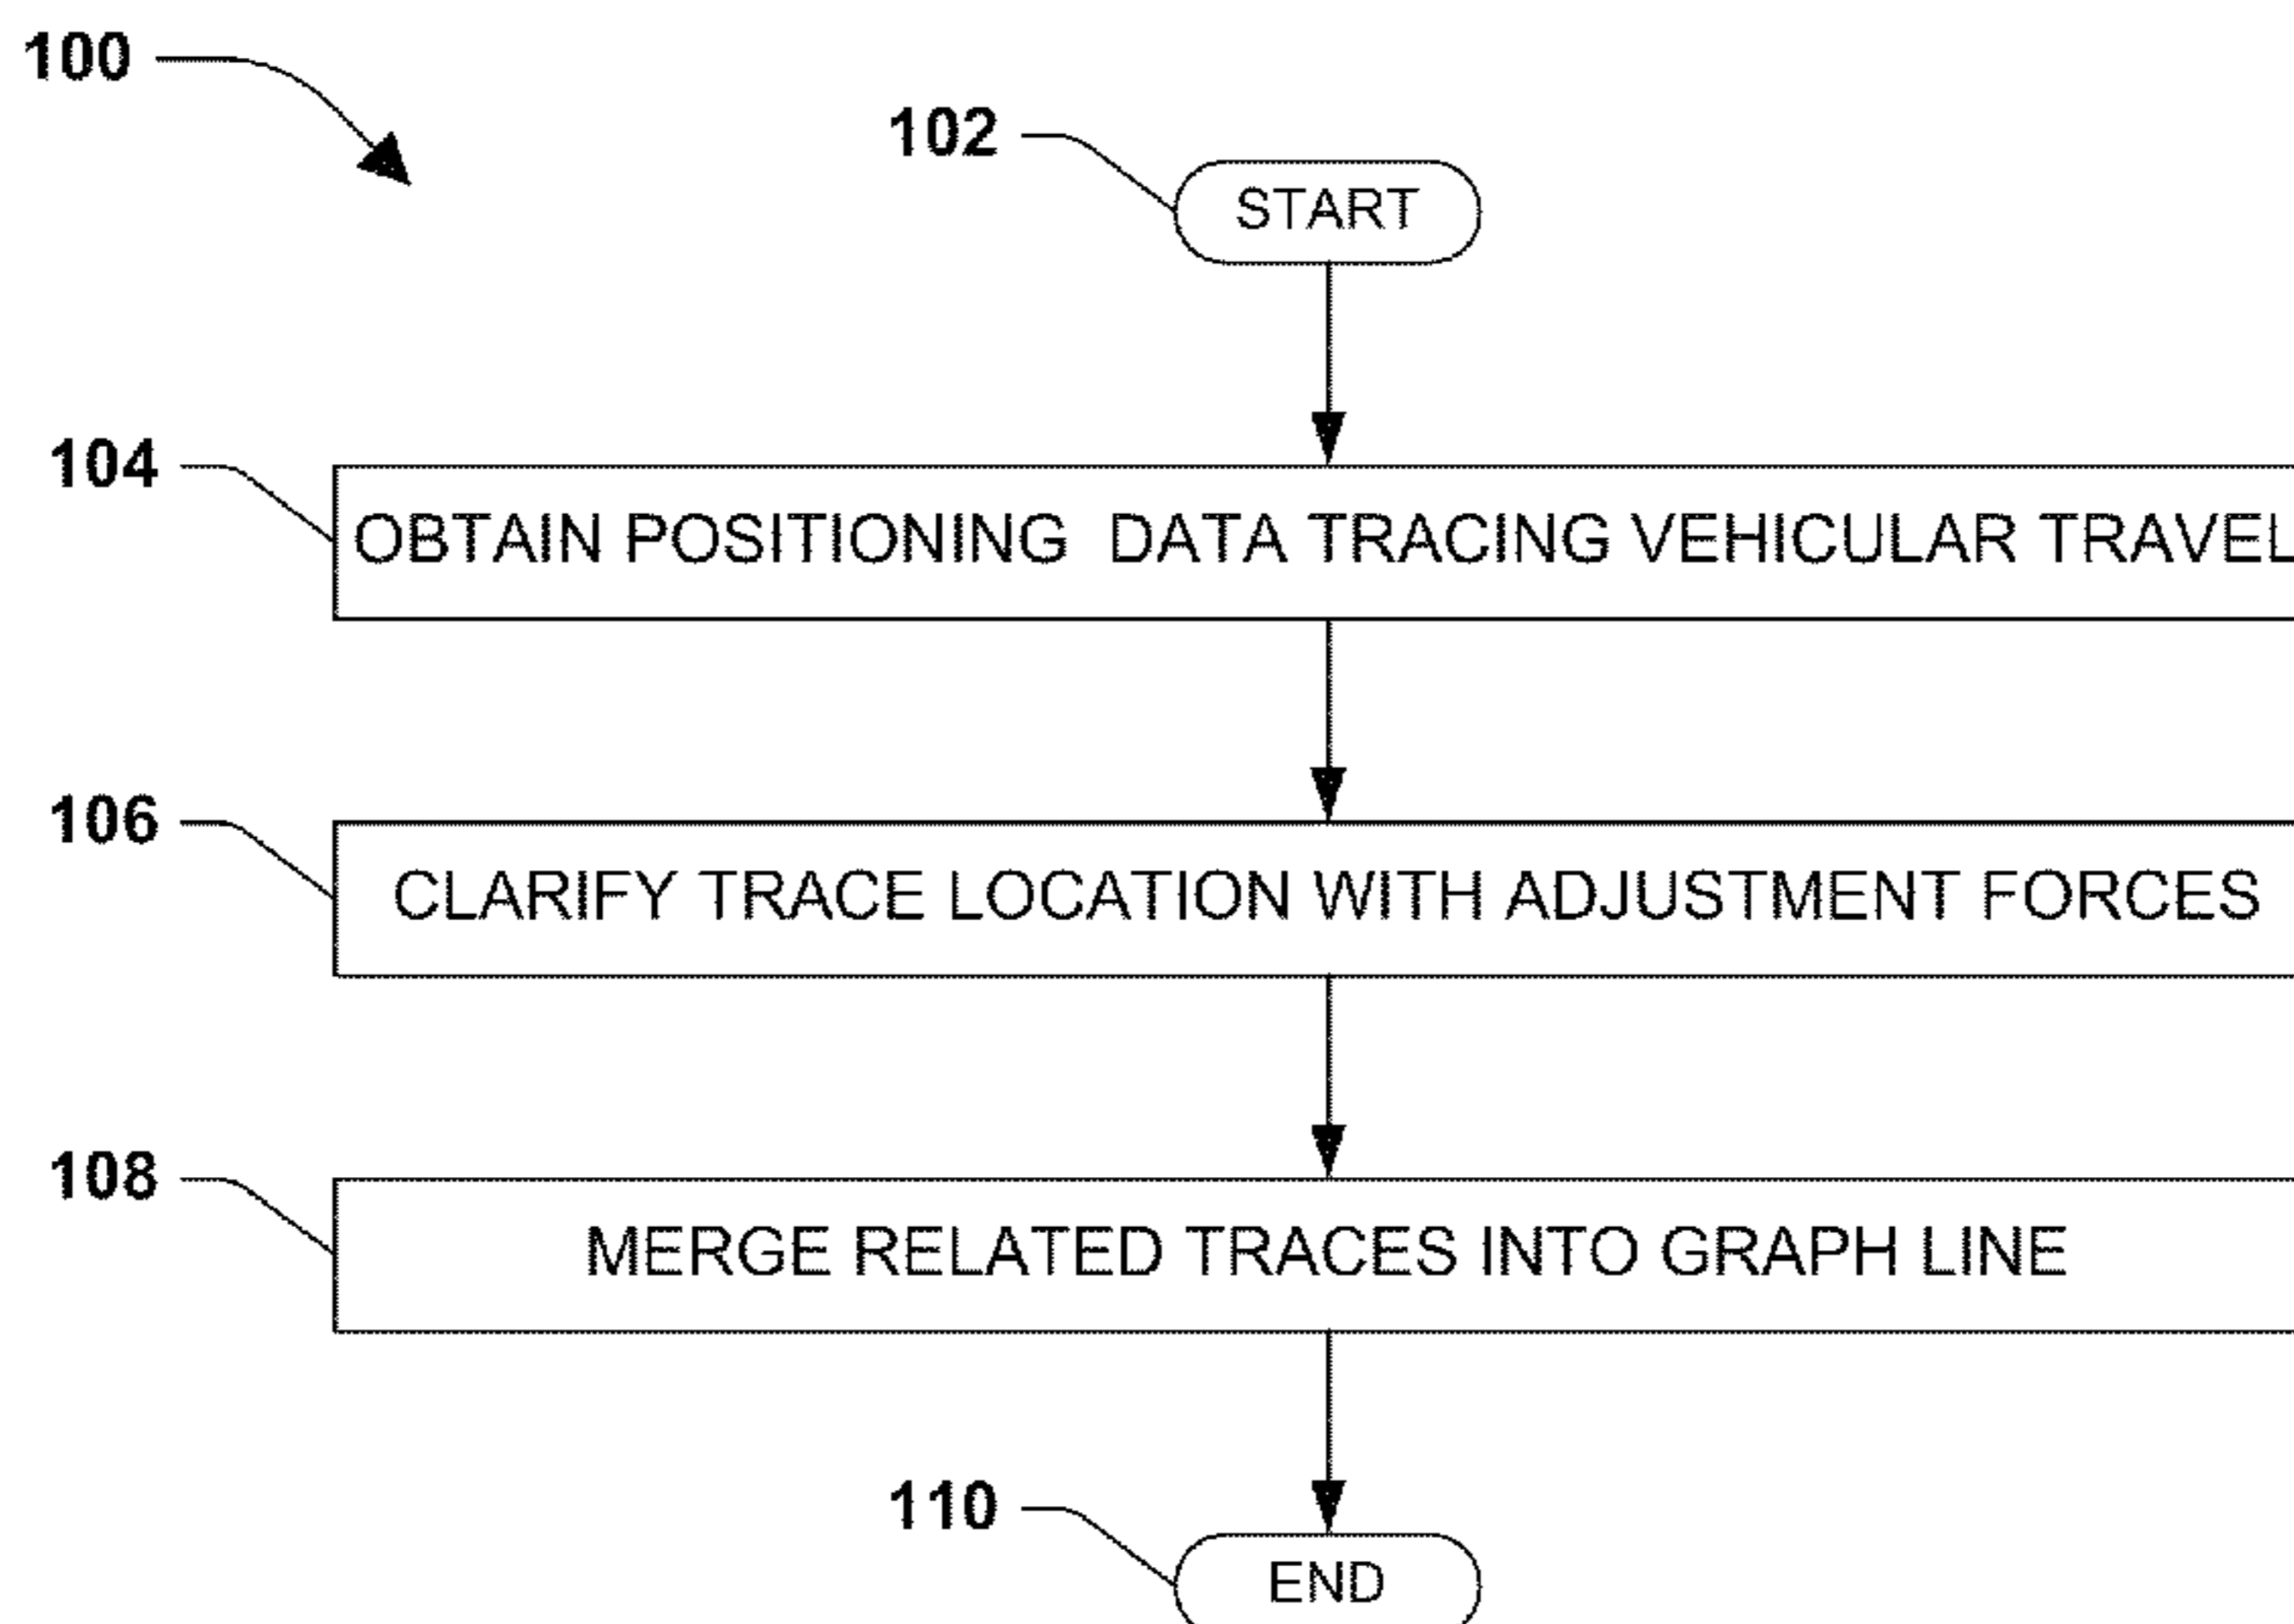 100
102
START
104
OBTAIN POSITIONING DATA TRACING VEHICULAR TRAVEL
106
CLARIFY TRACE LOCATION WITH ADJUSTMENT FORCES
108
MERGE RELATED TRACES INTO GRAPH LINE
110
END